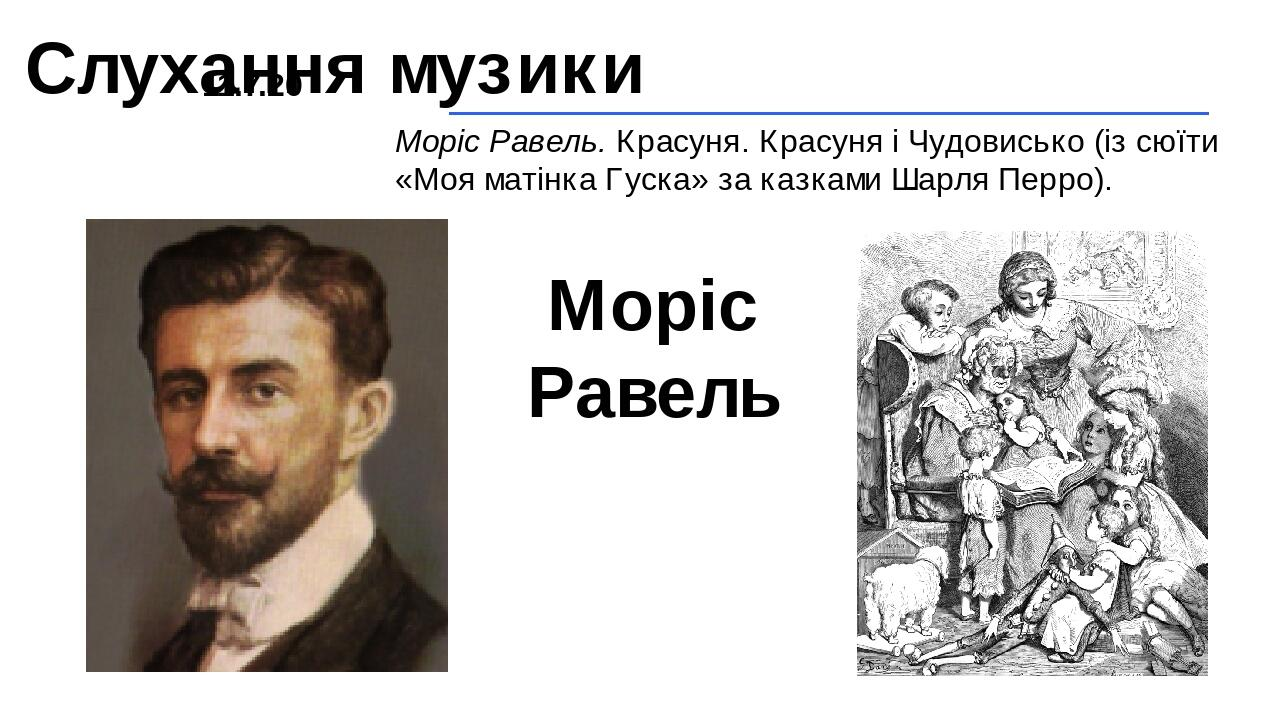 Слухання музики
Моріс Равель. Красуня. Красуня і Чудовисько (із сюїти
«Моя матінка Гуска» за казками Шарля Перро).
Моріс
Равель